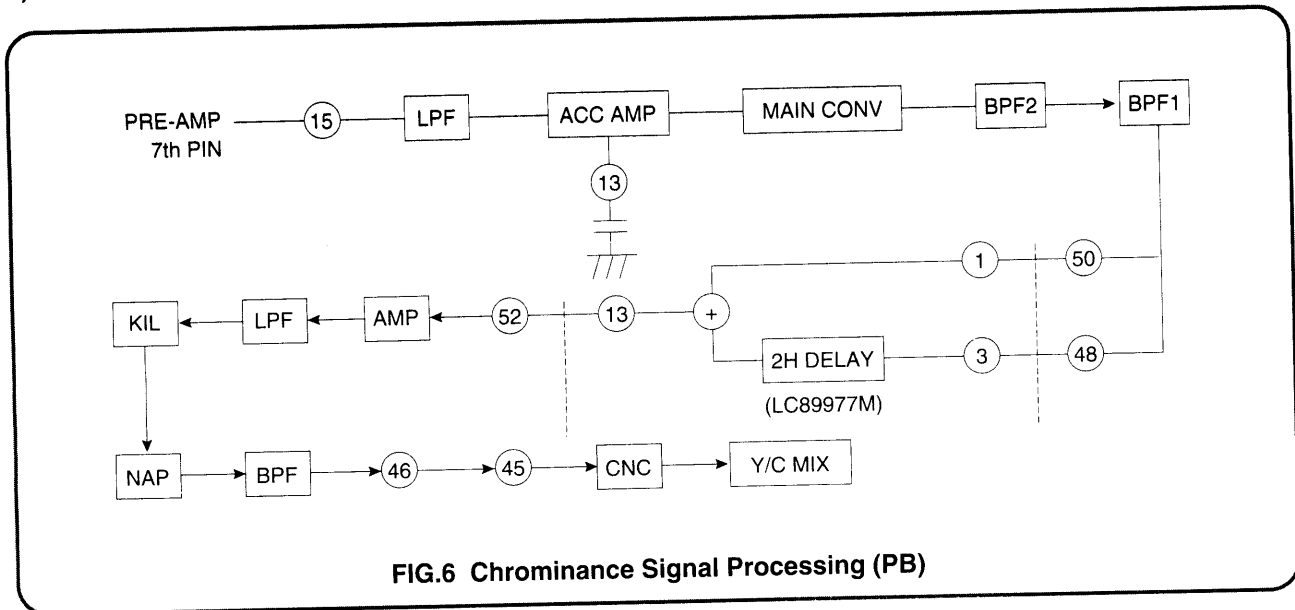 PRE-AMP
7th PIN
15
LPF
ACC AMP
MAIN CONV
BPF2
BPF1
13
1
50
KIL
LPF
AMP
52
13
+
2H DELAY
3
48
(LC89977M)
NAP
BPF
46
45
CNC
Y/C MIX
FIG.6 Chrominance Signal Processing (PB)